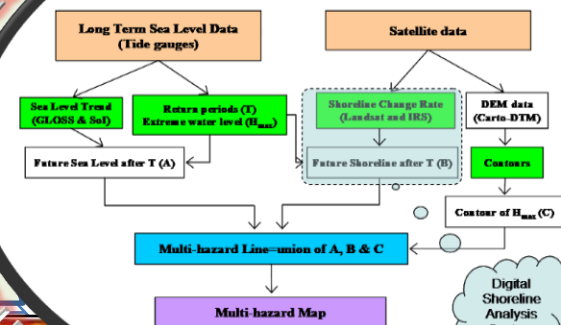 Long Term Sea Level Data
(Tide gauges)
Satellite data
Sea Level Trend
(GLOSS & SoI)
Return periods (T)
Extreme water level (Hmax)
Shoreline Change Rate
(Landsat and IRS)
DEM data
(Carto-DTM)
Future Sea Level after T (A)
Future Shoreline after T (B)
Contours
Contour of Hmax (C)
Multi-hazard Line=union of A, B & C
Digital
Shoreline
Analysis
Multi-hazard Map